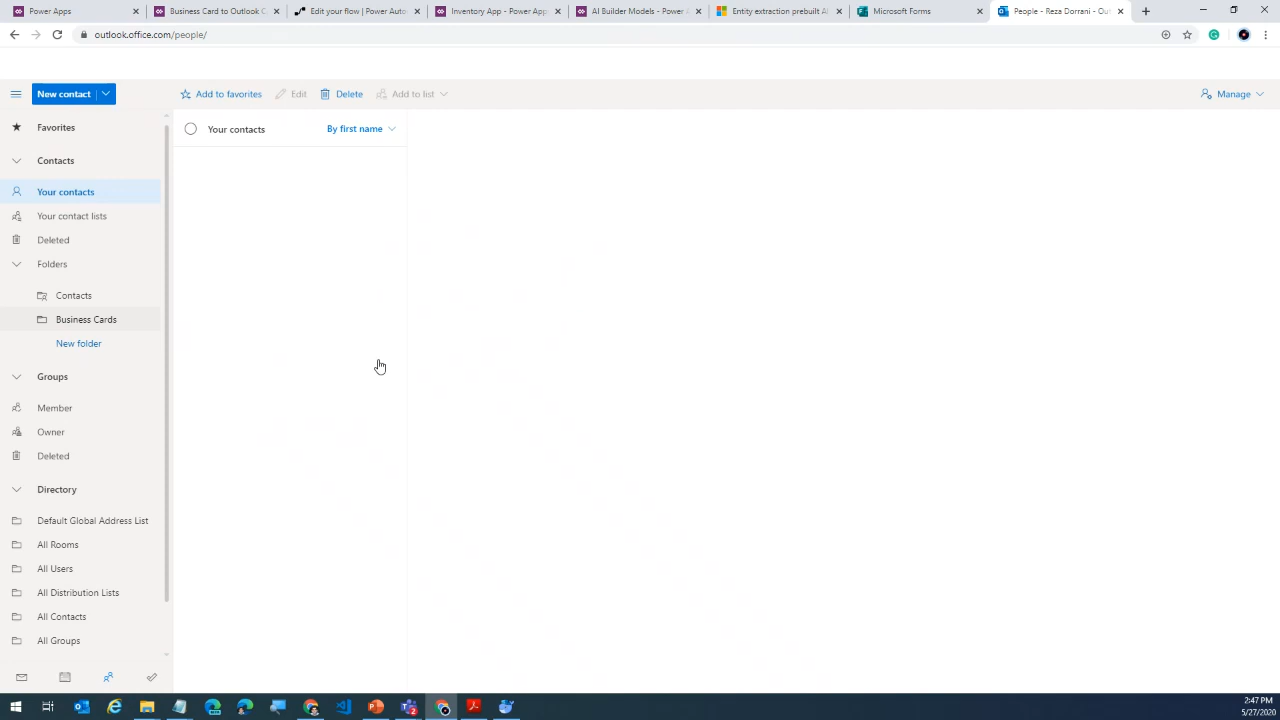 Power Apps
Business Card to Outlook C
Edit your flow | Power Auto
Inventory App - Power Apps
AI Builder Models - Power A
Entity extraction prebuilt AI
Microsoft Forms
People - Reza Dorrani - Out
outlook.office.com/people/
New contact
Add to favorites
Edit
Delete
Add to list
Manage
Favorites
Your contacts
By first name
Contacts
Your contacts
Your contact lists
Deleted
Folders
Contacts
Business Cards
New folder
Groups
Member
Owner
Deleted
Directory
Default Global Address List
All Rooms
All Users
All Distribution Lists
All Contacts
All Groups
2:47 PM
5/27/2020